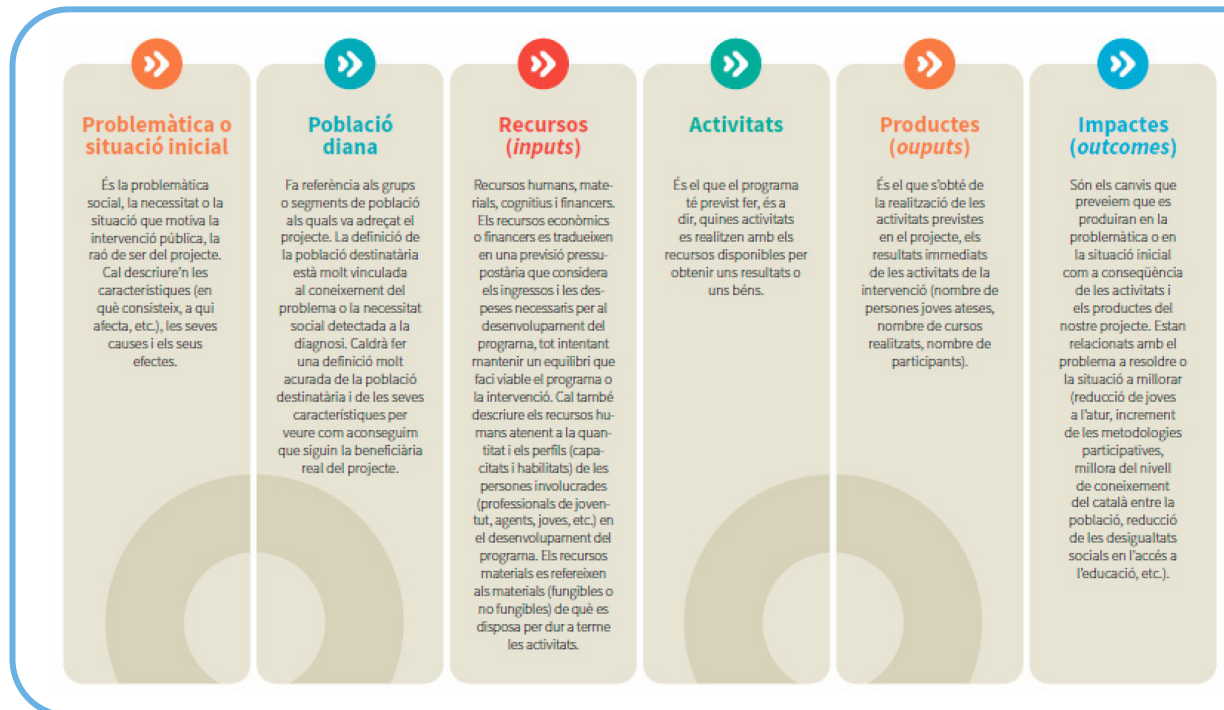 Problemàtica o
situació inicial
És la problemàtica
social, la necessitat o la
situació que motiva la
intervenció pública, la
raó de ser del projecte.
Cal descriure'n les
característiques (en
què consisteix, a qui
afecta, etc.), les seves
causes i els seus
efectes.
Població
diana
Fa referència als grups
o segments de població
als quals va adreçat el
projecte. La definició de
la població destinatària
està molt vinculada
al coneixement del
problema o la necessitat
social detectada a la
diagnosi. Caldrà fer
una definició molt
acurada de la població
destinatària i de les seves
característiques per
veure com aconseguim
que siguin la beneficiària
real del projecte.
Recursos
(inputs)
Recursos humans, mate-
rials, cognitius i financers.
Els recursos econòmics
o financers es tradueixen
en una previsió pressu-
postària que considera
els ingressos i les des-
peses necessaris per al
desenvolupament del
programa, tot intentant
mantenir un equilibri que
faci viable el programa o
la intervenció. Cal també
descriure els recursos hu-
mans atenent a la quan-
titat i els perfils (capa-
citats i habilitats) de les
persones involucrades
(professionals de joven-
tut, agents, joves, etc.) en
el desenvolupament del
programa. Els recursos
materials es refereixen
als materials (fungibles o
no fungibles) de què es
disposa per dur a terme
les activitats.
Activitats
És el que el programa
té previst fer, és a
dir, quines activitats
es realitzen amb els
recursos disponibles per
obtenir uns resultats o
uns béns.
Productes
(ouputs)
És el que s'obté de
la realització de les
activitats previstes
en el projecte, els
resultats immediats
de les activitats de la
intervenció (nombre de
persones joves ateses,
nombre de cursos
realitzats, nombre de
participants).
Impactes
(outcomes)
Són els canvis que
preveiem que es
produiran en la
problemàtica o en
la situació inicial
com a conseqüència
de les activitats i
els productes del
nostre projecte. Estan
relacionats amb el
problema a resoldre o
la situació a millorar
(reducció de joves
a l'atur, increment
de les metodologies
participatives,
millora del nivell
de coneixement
del català entre la
població, reducció
de les desigualtats
socials en l'accés a
l'educació, etc.).